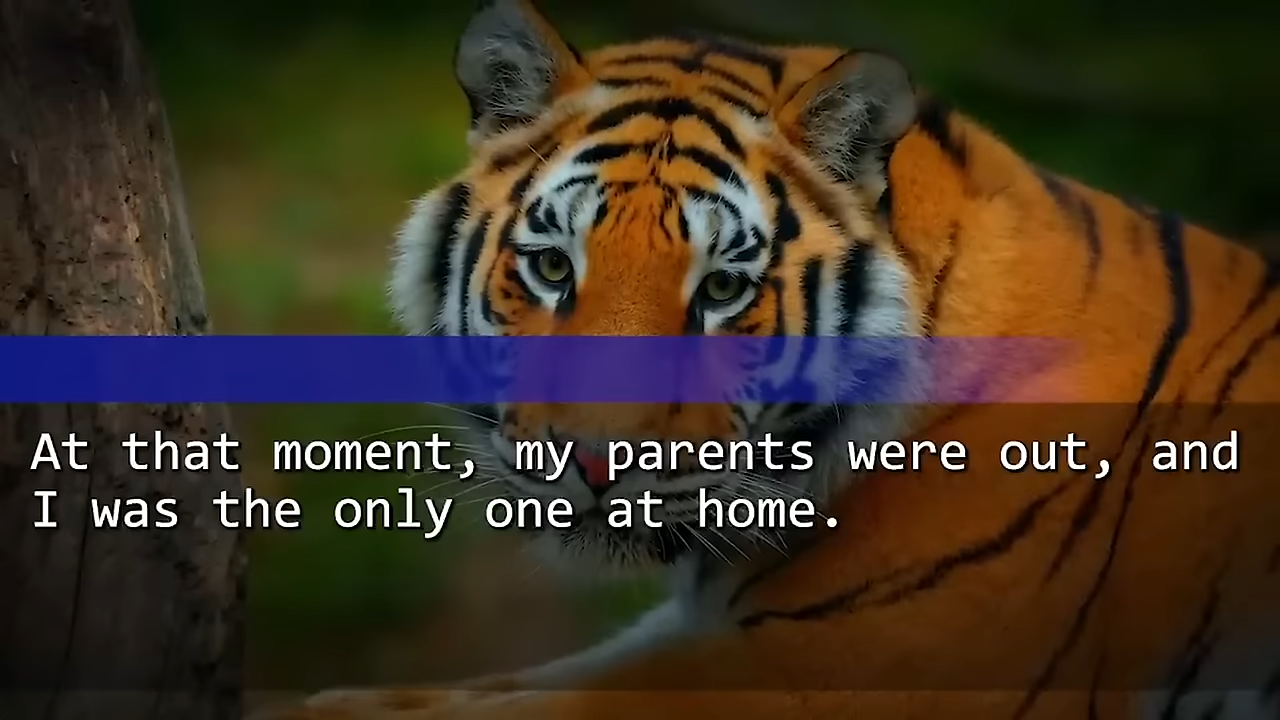 At that moment, my parents were out, and
I was the only one at home.